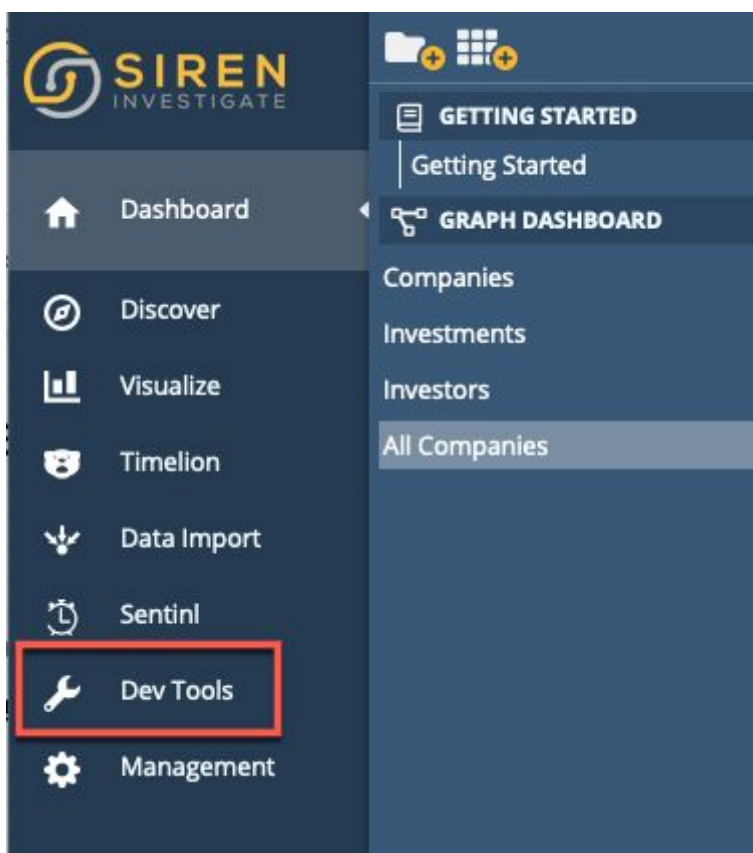 SIREN
INVESTIGATE
Dashboard
Discover
Visualize
Timelion
Data Import
Sentinl
Dev Tools
Management
GETTING STARTED
Getting Started
GRAPH DASHBOARD
Companies
Investments
Investors
All Companies